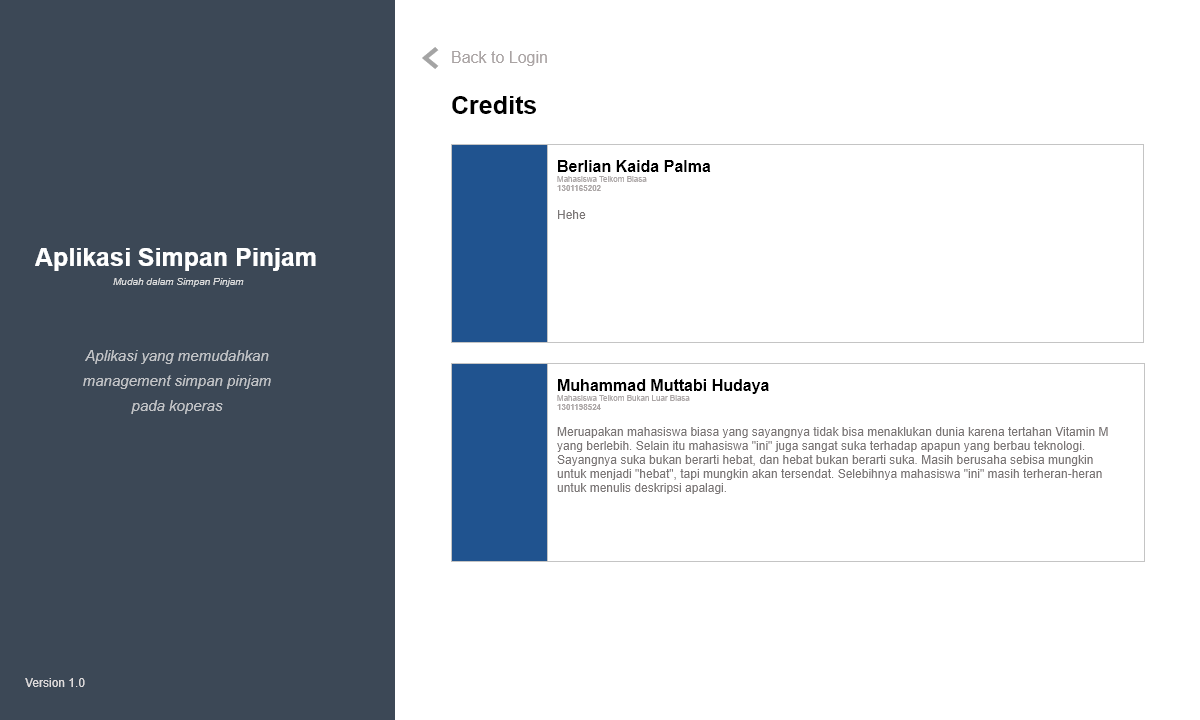 Aplikasi Simpan Pinjam
Mudah dalam Simpan Pinjam
Aplikasi yang memudahkan
management simpan pinjam
pada koperas
Version 1.0
Back to Login
Credits
Berlian Kaida Palma
Mahasiswa Telkom Biasa
1301165202
Hehe
Muhammad Muttabi Hudaya
Mahasiswa Telkom Bukan Luar Biasa
1301198524
Meruapakan mahasiswa biasa yang sayangnya tidak bisa menaklukan dunia karena tertahan Vitamin M
yang berlebih. Selain itu mahasiswa "ini" juga sangat suka terhadap apapun yang berbau teknologi.
Sayangnya suka bukan berarti hebat, dan hebat bukan berarti suka. Masih berusaha sebisa mungkin
untuk menjadi "hebat", tapi mungkin akan tersendat. Selebihnya mahasiswa "ini" masih terheran-heran
untuk menulis deskripsi apalagi.